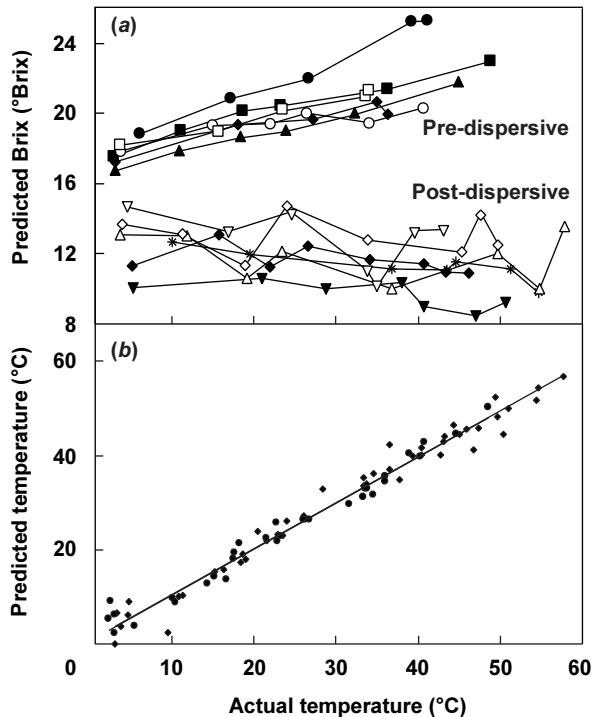 (a)
Predicted Brix (°Brix)
24
20
16
12
8
Pre-dispersive
Post-dispersive
(b)
Predicted temperature (°C)
60
40
20
0 10 20 30 40 50 60
Actual temperature (°C)